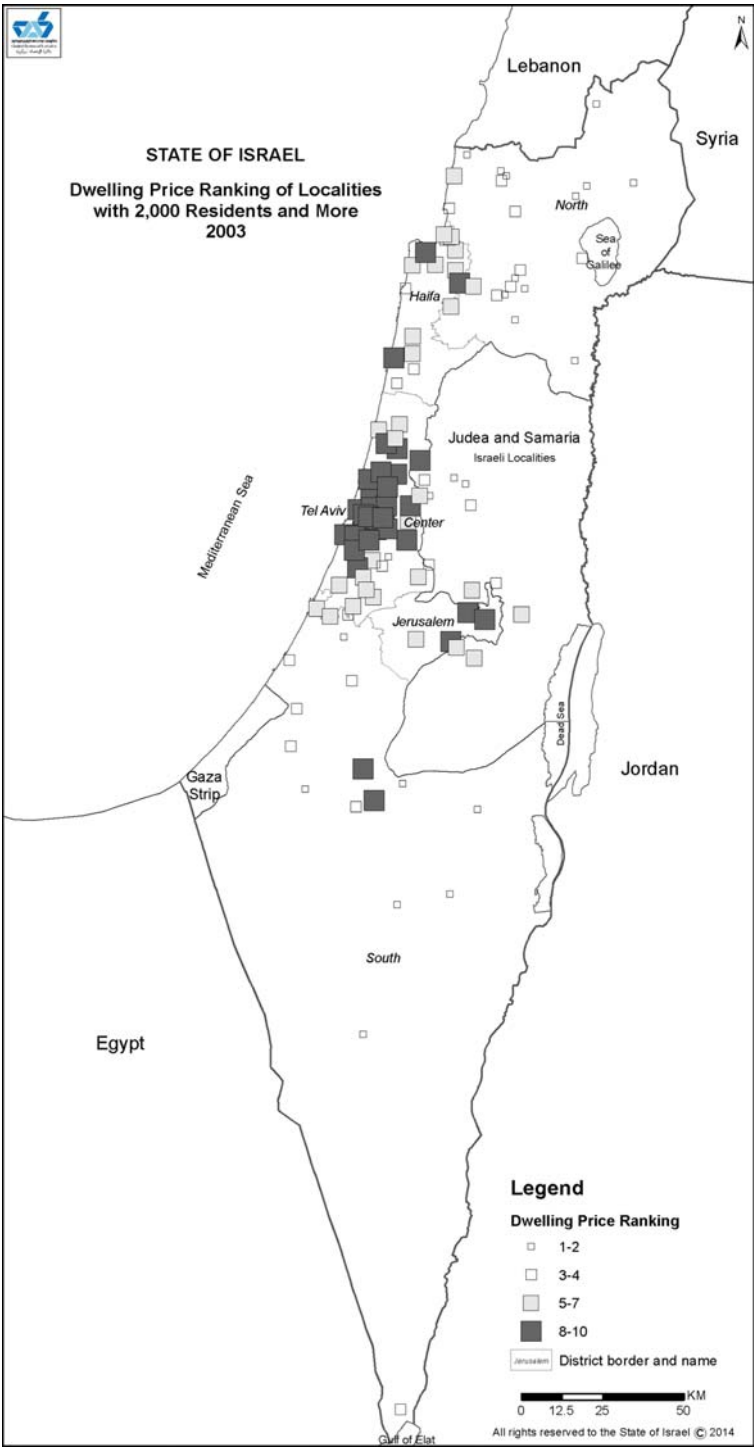 Lebanon
N
Syria
STATE OF ISRAEL
Dwelling Price Ranking of Localities
with 2,000 Residents and More
2003
North
Sea
of
Galilee
Haifa
Judea and Samaria
Israeli Localities
Mediterranean Sea
Tel Aviv
Center
Jerusalem
Dead Sea
Jordan
Gaza
Strip
South
Egypt
Legend
Dwelling Price Ranking
1-2
3-4
5-7
8-10
Jerusalem District border and name
KM
0 12.5 25 50
All rights reserved to the State of Israel © 2014
Gulf of Elat